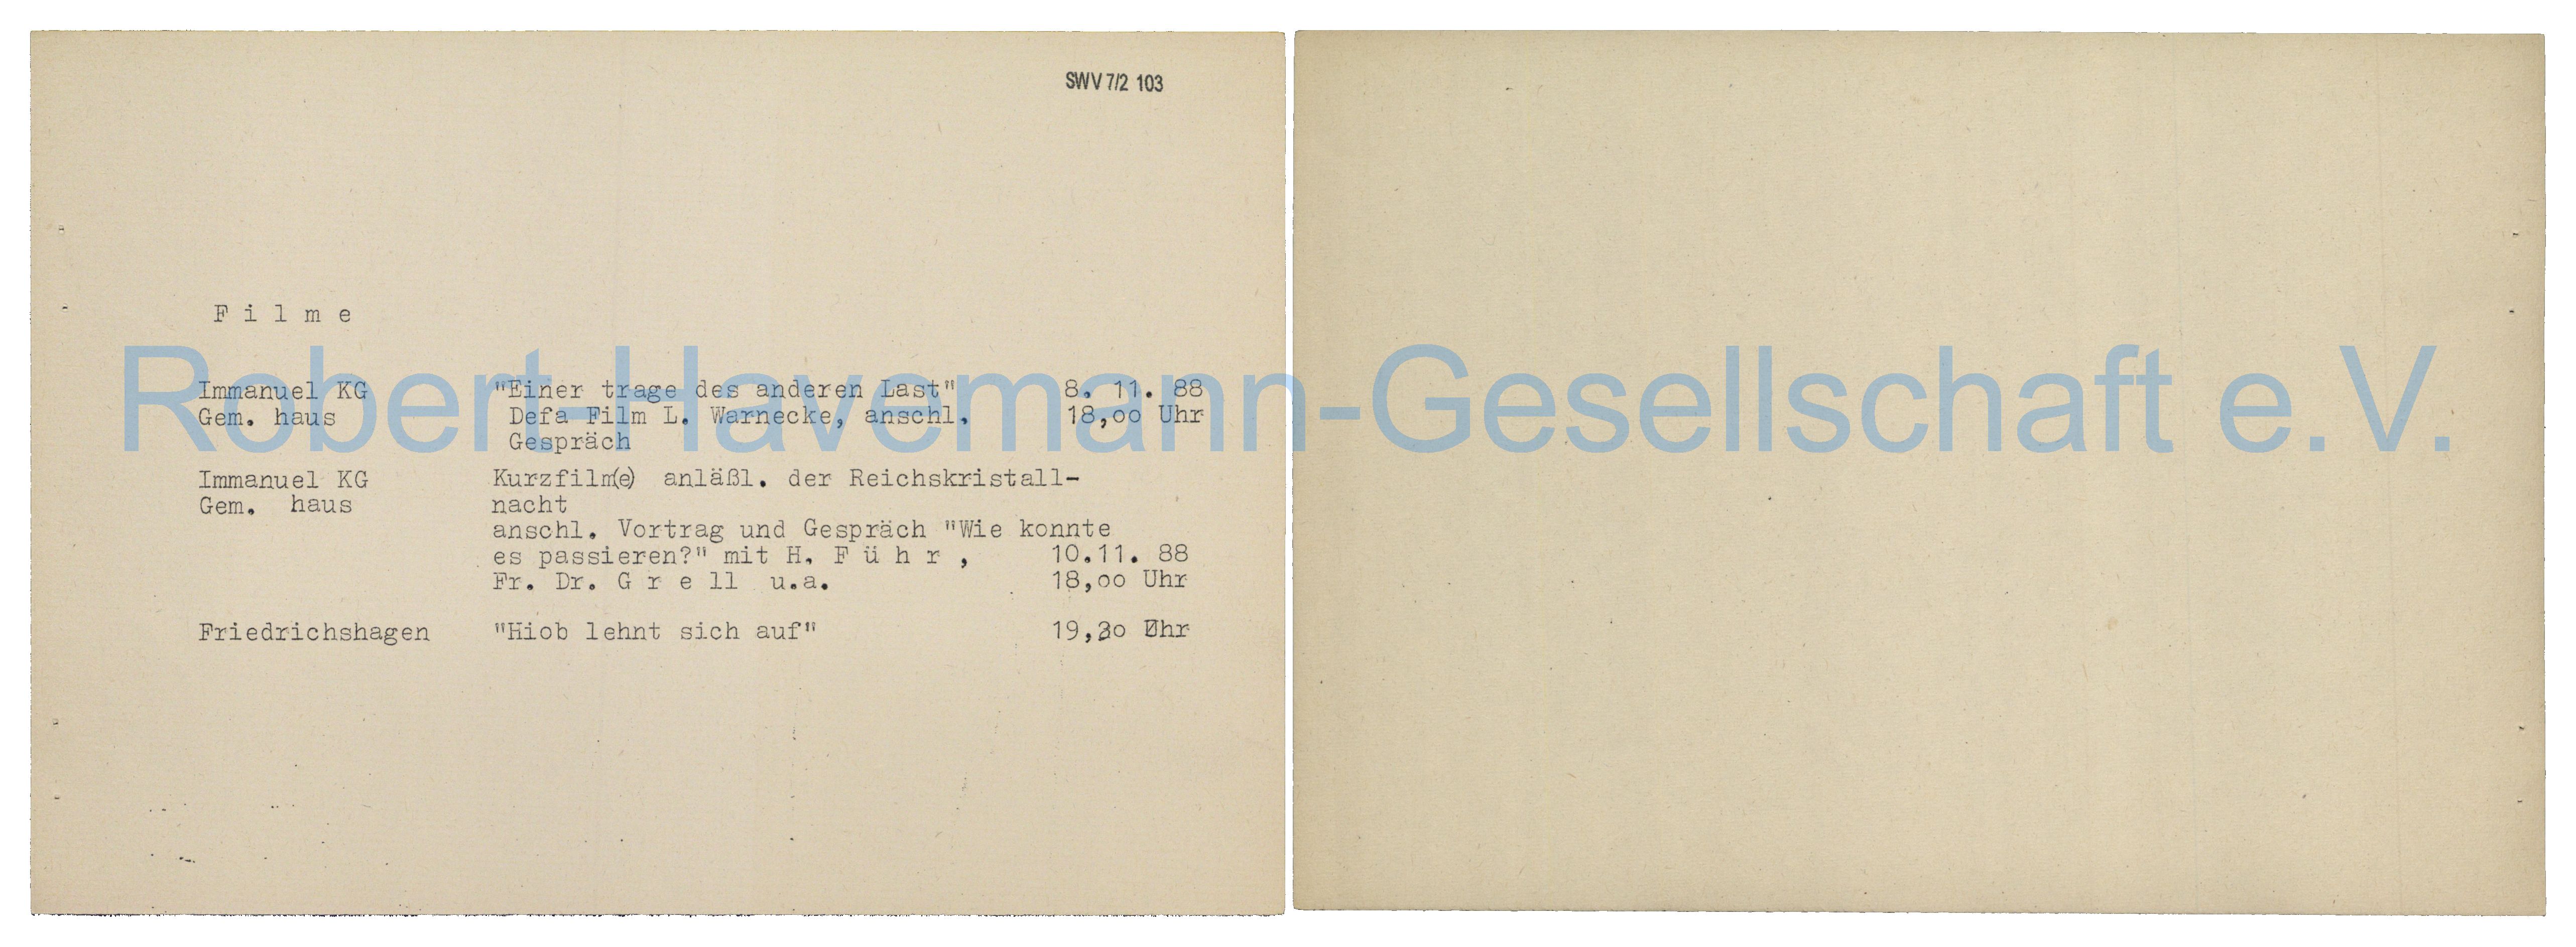 SWV 7/2 103
F i l m e
Immanuel KG "Einer trage des anderen Last" 8. 11. 88
Gem. haus Defa Film L. Warnecke, anschl. 18,oo Uhr
Gespräch
Immanuel KG Kurzfilm(e) anläßl. der Reichskristall-
Gem. haus nacht
anschl. Vortrag und Gespräch "Wie konnte
es passieren?" mit H. F ü h r , 10.11. 88
Fr. Dr. G r e ll u.a. 18,oo Uhr
Friedrichshagen "Hiob lehnt sich auf" Uhr
Robert-Havemann-Gesellschaft e.V.